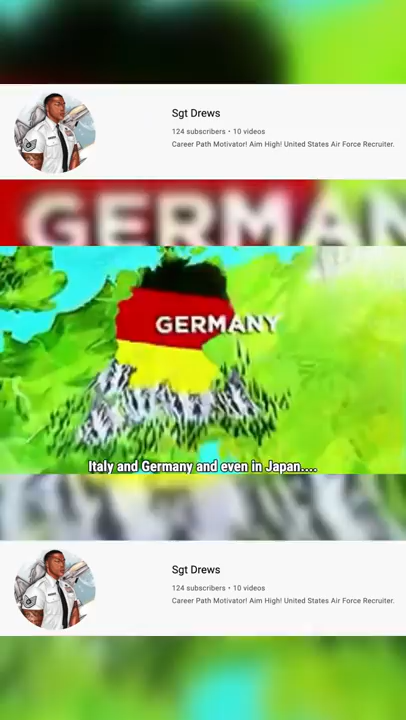 Sgt Drews
124 subscribers • 10 videos
Career Path Motivator! Aim High! United States Air Force Recruiter.
GERMAN
GERMANY
Italy and Germany and even in Japan....
Sgt Drews
124 subscribers • 10 videos
Career Path Motivator! Aim High! United States Air Force Recruiter.